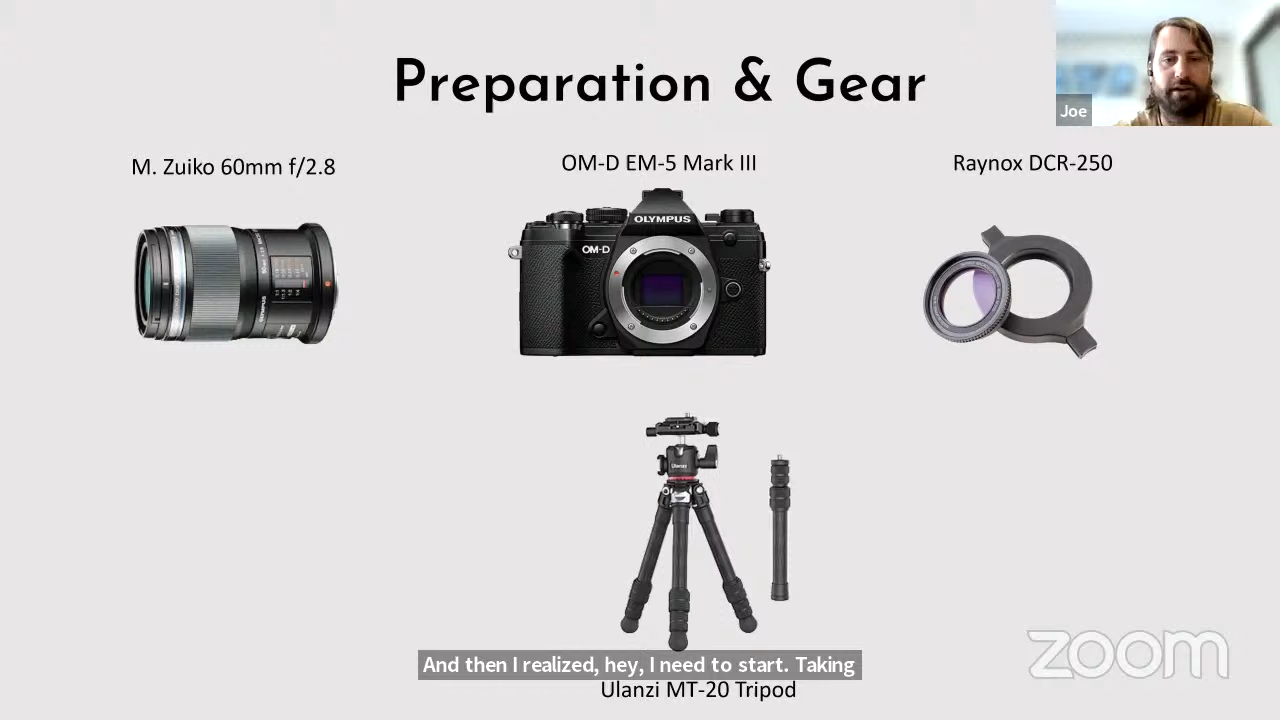 Preparation & Gear
Joe
M. Zuiko 60mm f/2.8
OM-D EM-5 Mark III
Raynox DCR-250
OLYMPUS
OM-D
Ulanzi
And then I realized, hey, I need to start. Taking
Ulanzi MT-20 Tripod
zoom